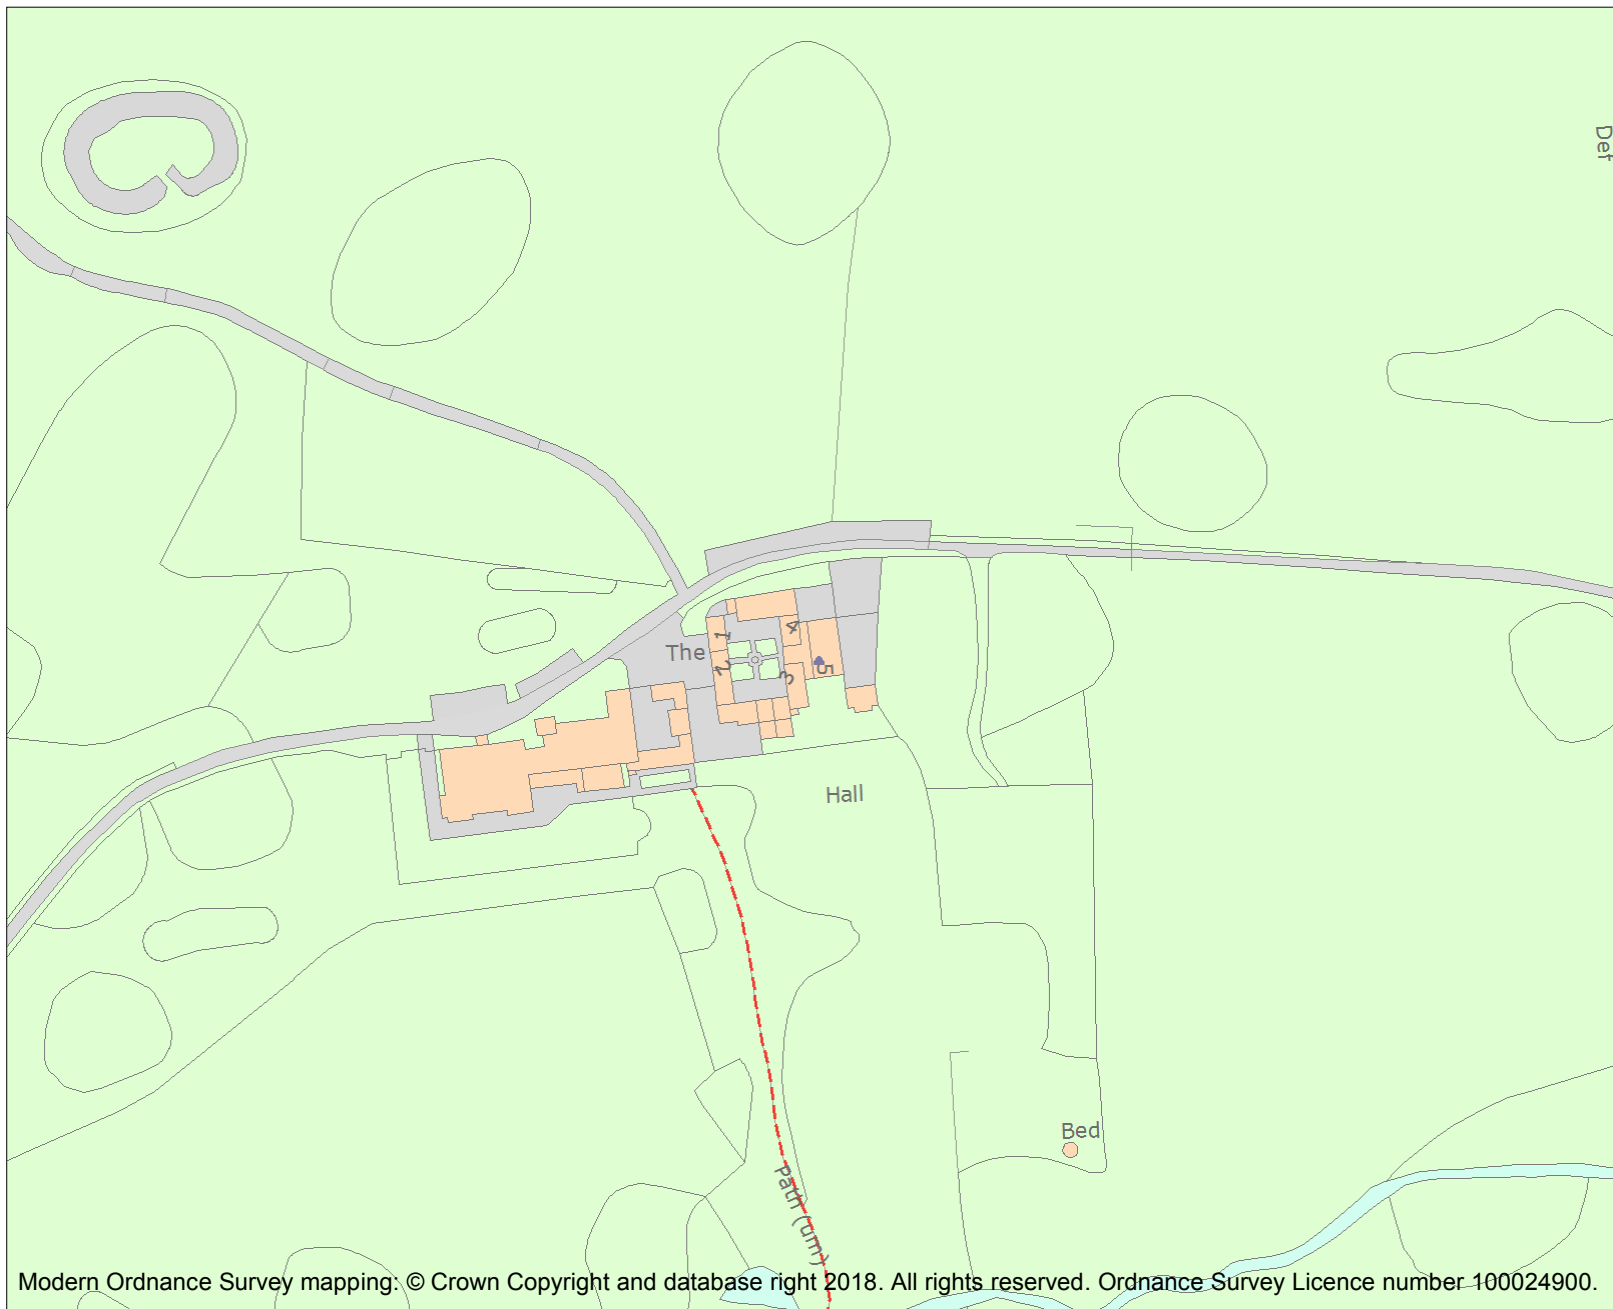 Def
The
1
2
4
3
5
Hall
Bed
Path (um)
Modern Ordnance Survey mapping: © Crown Copyright and database right 2018. All rights reserved. Ordnance Survey Licence number 100024900.